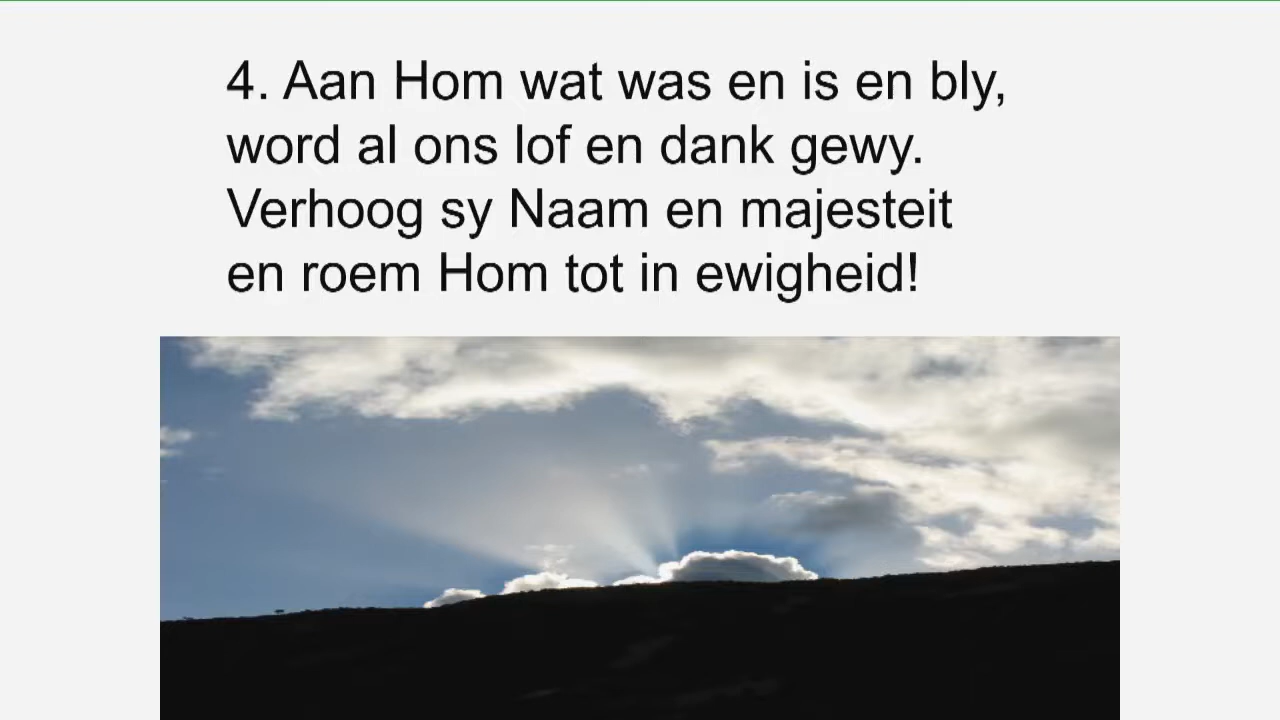 4. Aan Hom wat was en is en bly,
word al ons lof en dank gewy.
Verhoog sy Naam en majesteit
en roem Hom tot in ewigheid!